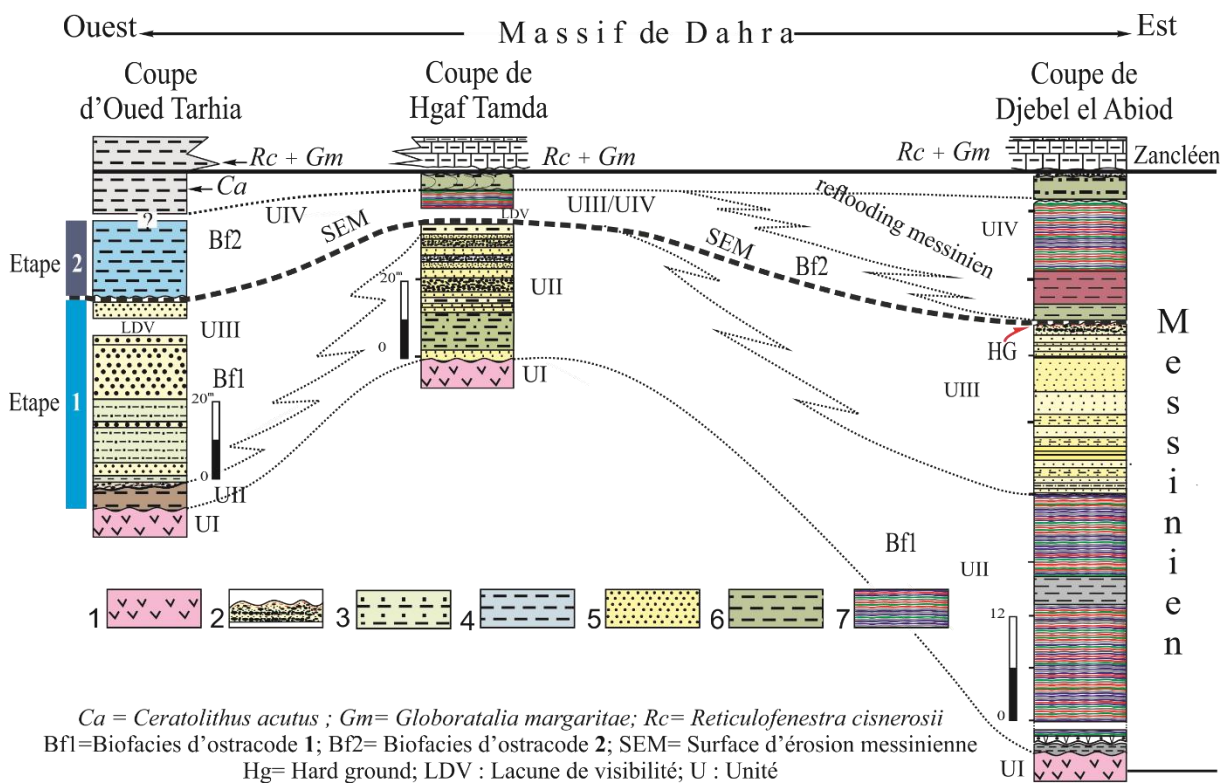 Ouest Massif de Dahra Est
Coupe d'Oued Tarhia
Coupe de Hgaf Tamda
Coupe de Djebel el Abiod
Rc + Gm
Rc + Gm
Rc + Gm
Zancléen
Ca
?
UIV
SEM
LDV
UIII/UIV
reflooding messinien
UIV
Bf2
SEM
Bf2
Etape 2
20m
0
UII
UI
HG
UIII
LDV
UIII
Etape 1
Bf1
20m
0
UII
UI
Bf1
UII
12
0
UI
Messinien
1 2 3 4 5 6 7
Ca = Ceratolithus acutus ; Gm= Globoratalia margaritae; Rc= Reticulofenestra cisnerosii
Bf1=Biofacies d'ostracode 1; Bf2= Biofacies d'ostracode 2; SEM= Surface d'érosion messinienne
Hg= Hard ground; LDV : Lacune de visibilité; U : Unité